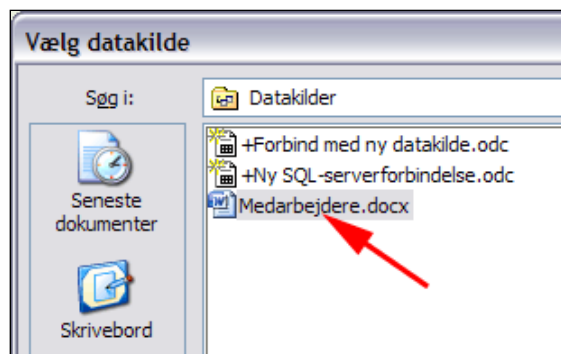 Vælg datakilde
Søg i:
Datakilder
+Forbind med ny datakilde.odc
+Ny SQL-serverforbindelse.odc
Medarbejdere.docx
Seneste
dokumenter
Skrivebord